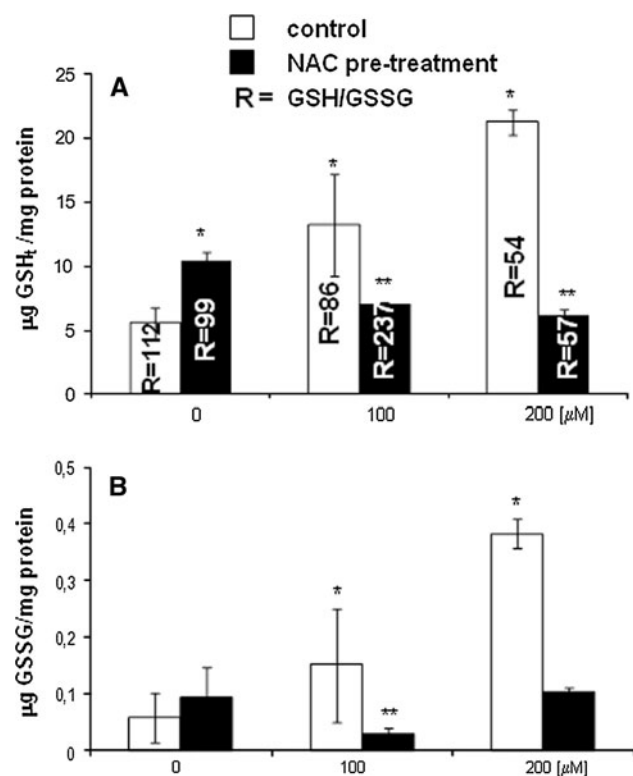 control
NAC pre-treatment
R = GSH/GSSG
A
µg GSHt/mg protein
25
20
15
10
5
0
*
*
*
**
**
R=112
R=99
R=86
R=237
R=54
R=57
0
100
200 [µM]
B
µg GSSG/mg protein
0,5
0,4
0,3
0,2
0,1
0
*
**
*
0
100
200 [µM]